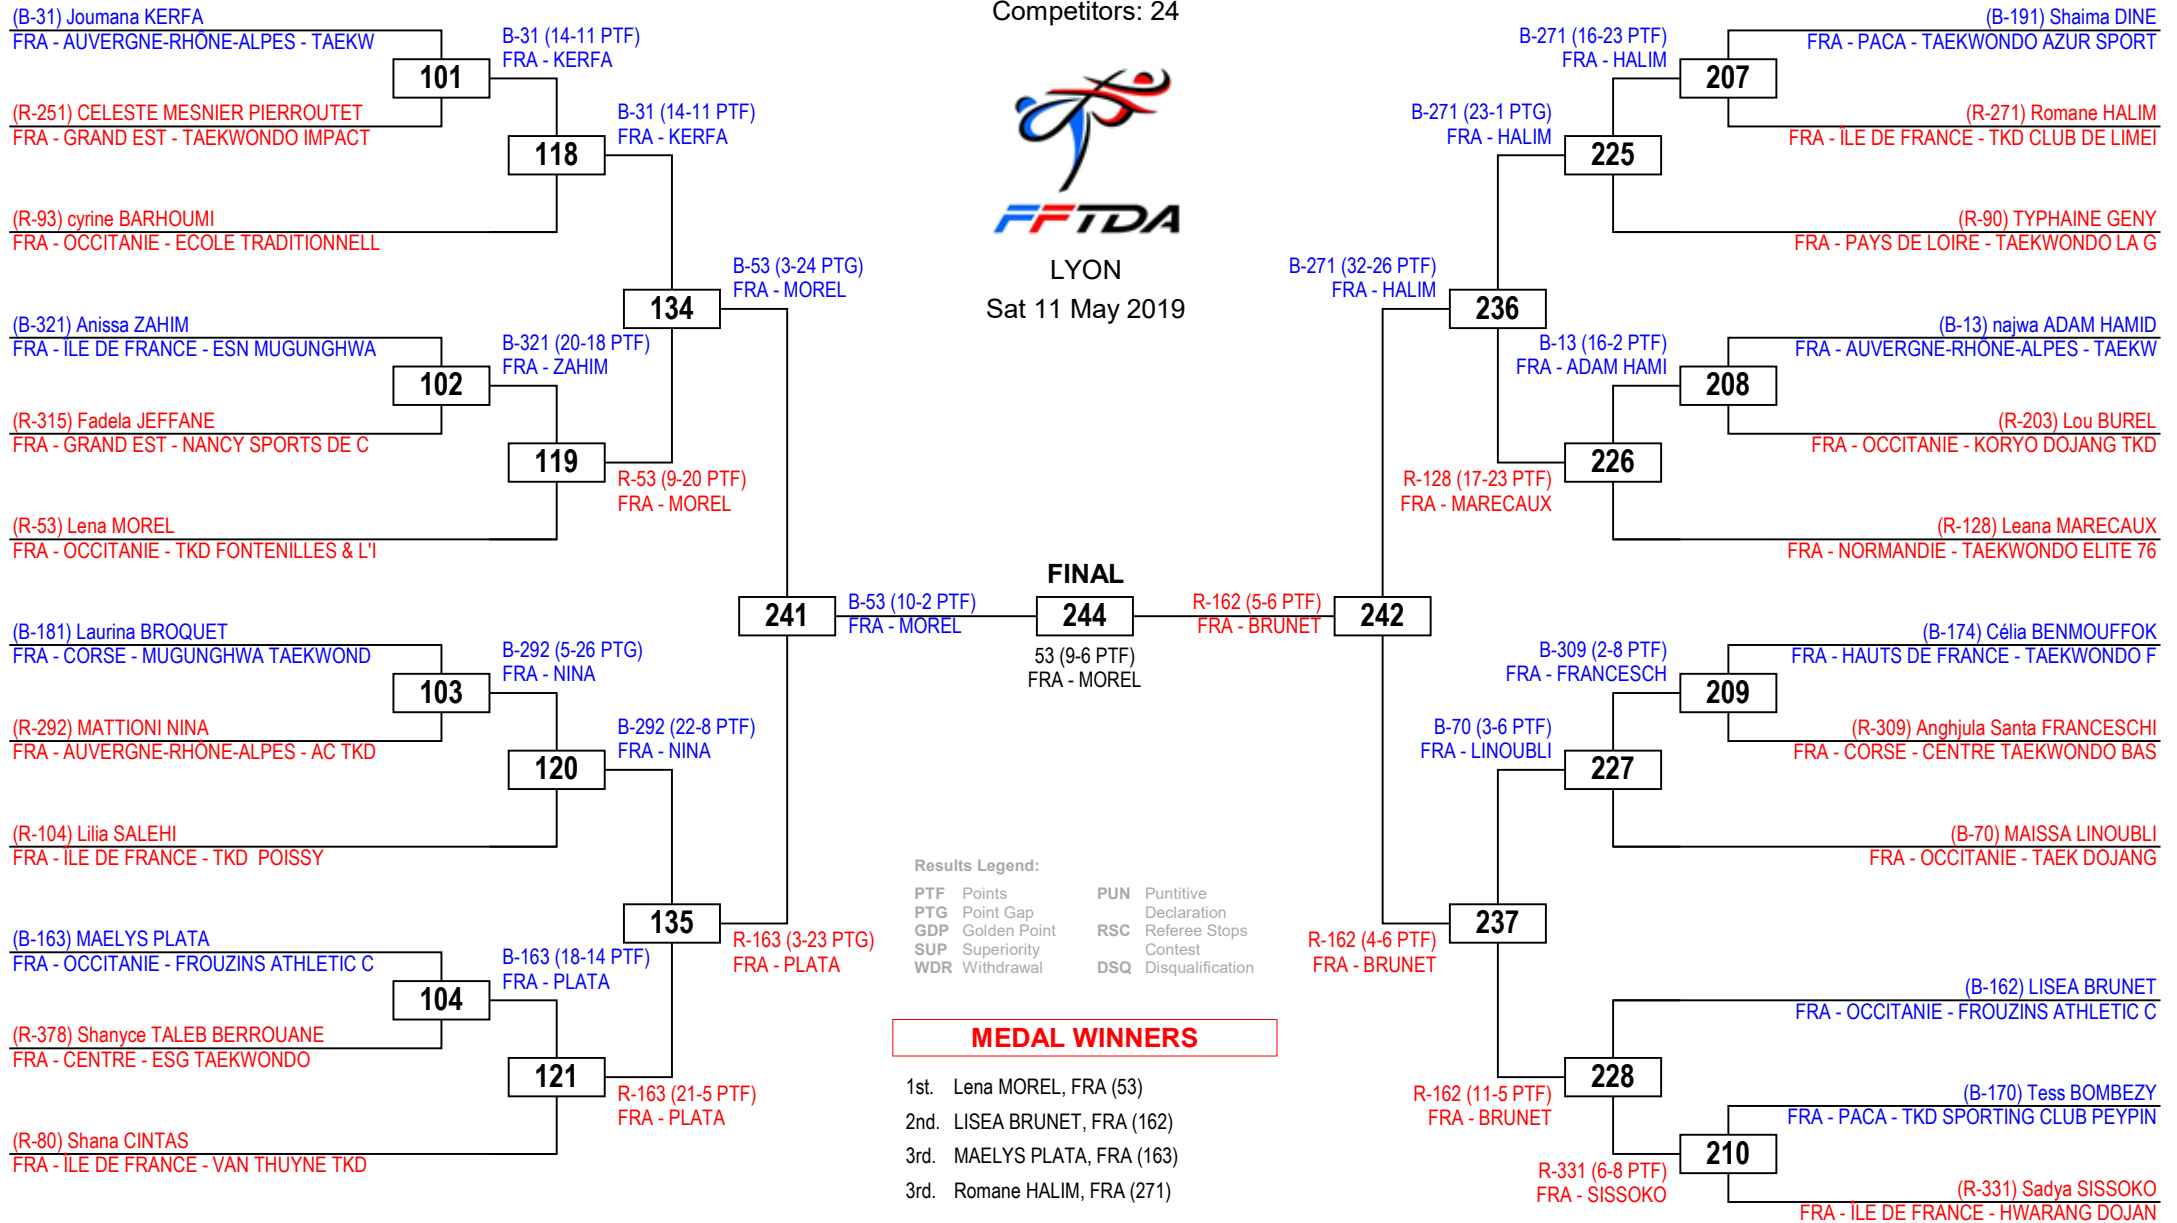 Competitors: 24
FFTDA
LYON
Sat 11 May 2019
(B-31) Joumana KERFA
FRA - AUVERGNE-RHÔNE-ALPES - TAEKW
101
(R-251) CELESTE MESNIER PIERROUTET
FRA - GRAND EST - TAEKWONDO IMPACT
B-31 (14-11 PTF)
FRA - KERFA
118
(R-93) cyrine BARHOUMI
FRA - OCCITANIE - ECOLE TRADITIONNELL
B-31 (14-11 PTF)
FRA - KERFA
134
(B-321) Anissa ZAHIM
FRA - ÎLE DE FRANCE - ESN MUGUNGHWA
102
(R-315) Fadela JEFFANE
FRA - GRAND EST - NANCY SPORTS DE C
B-321 (20-18 PTF)
FRA - ZAHIM
119
(R-53) Lena MOREL
FRA - OCCITANIE - TKD FONTENILLES & L'I
R-53 (9-20 PTF)
FRA - MOREL
B-53 (3-24 PTG)
FRA - MOREL
241
(B-181) Laurina BROQUET
FRA - CORSE - MUGUNGHWA TAEKWOND
103
(R-292) MATTIONI NINA
FRA - AUVERGNE-RHÔNE-ALPES - AC TKD
B-292 (5-26 PTG)
FRA - NINA
120
(R-104) Lilia SALEHI
FRA - ÎLE DE FRANCE - TKD  POISSY
B-292 (22-8 PTF)
FRA - NINA
135
(B-163) MAELYS PLATA
FRA - OCCITANIE - FROUZINS ATHLETIC C
104
(R-378) Shanyce TALEB BERROUANE
FRA - CENTRE - ESG TAEKWONDO
B-163 (18-14 PTF)
FRA - PLATA
121
(R-80) Shana CINTAS
FRA - ÎLE DE FRANCE - VAN THUYNE TKD
R-163 (21-5 PTF)
FRA - PLATA
R-163 (3-23 PTG)
FRA - PLATA
B-53 (10-2 PTF)
FRA - MOREL
FINAL
244
53 (9-6 PTF)
FRA - MOREL
R-162 (5-6 PTF)
FRA - BRUNET
242
B-271 (32-26 PTF)
FRA - HALIM
236
B-271 (23-1 PTG)
FRA - HALIM
225
B-271 (16-23 PTF)
FRA - HALIM
207
(B-191) Shaima DINE
FRA - PACA - TAEKWONDO AZUR SPORT
(R-271) Romane HALIM
FRA - ÎLE DE FRANCE - TKD CLUB DE LIMEI
(R-90) TYPHAINE GENY
FRA - PAYS DE LOIRE - TAEKWONDO LA G
B-13 (16-2 PTF)
FRA - ADAM HAMI
208
(B-13) najwa ADAM HAMID
FRA - AUVERGNE-RHÔNE-ALPES - TAEKW
(R-203) Lou BUREL
FRA - OCCITANIE - KORYO DOJANG TKD
226
R-128 (17-23 PTF)
FRA - MARECAUX
(R-128) Leana MARECAUX
FRA - NORMANDIE - TAEKWONDO ELITE 76
B-309 (2-8 PTF)
FRA - FRANCESCH
209
(B-174) Célia BENMOUFFOK
FRA - HAUTS DE FRANCE - TAEKWONDO F
(R-309) Anghjula Santa FRANCESCHI
FRA - CORSE - CENTRE TAEKWONDO BAS
B-70 (3-6 PTF)
FRA - LINOUBLI
227
(B-70) MAISSA LINOUBLI
FRA - OCCITANIE - TAEK DOJANG
237
R-162 (4-6 PTF)
FRA - BRUNET
(B-162) LISEA BRUNET
FRA - OCCITANIE - FROUZINS ATHLETIC C
228
R-162 (11-5 PTF)
FRA - BRUNET
(B-170) Tess BOMBEZY
FRA - PACA - TKD SPORTING CLUB PEYPIN
210
R-331 (6-8 PTF)
FRA - SISSOKO
(R-331) Sadya SISSOKO
FRA - ÎLE DE FRANCE - HWARANG DOJAN
Results Legend:
PTF Points
PTG Point Gap
GDP Golden Point
SUP Superiority
WDR Withdrawal
PUN Puntitive
Declaration
RSC Referee Stops
Contest
DSQ Disqualification
MEDAL WINNERS
1st. Lena MOREL, FRA (53)
2nd. LISEA BRUNET, FRA (162)
3rd. MAELYS PLATA, FRA (163)
3rd. Romane HALIM, FRA (271)